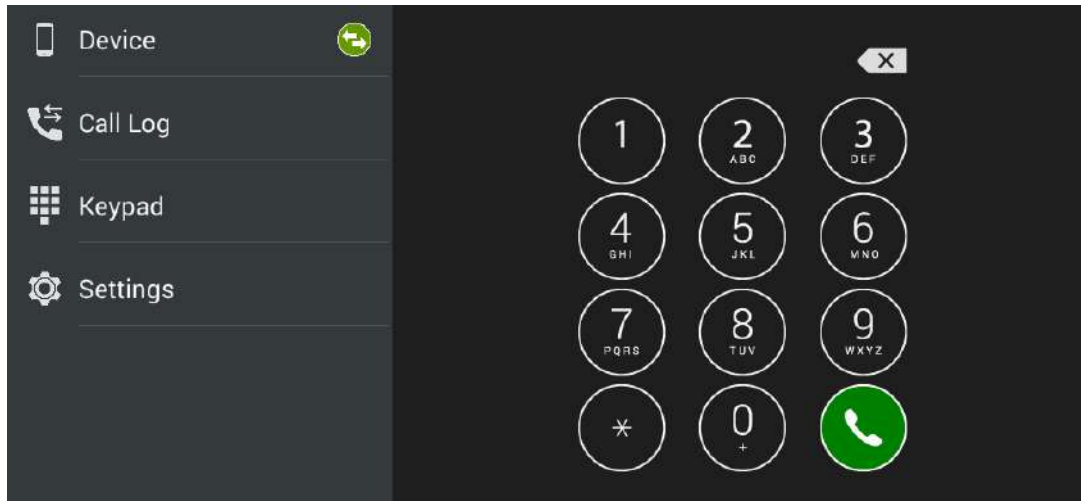 Device
Call Log
Keypad
Settings
1
2
ABC
3
DEF
4
GHI
5
JKL
6
MNO
7
PQRS
8
TUV
9
WXYZ
*
0
+